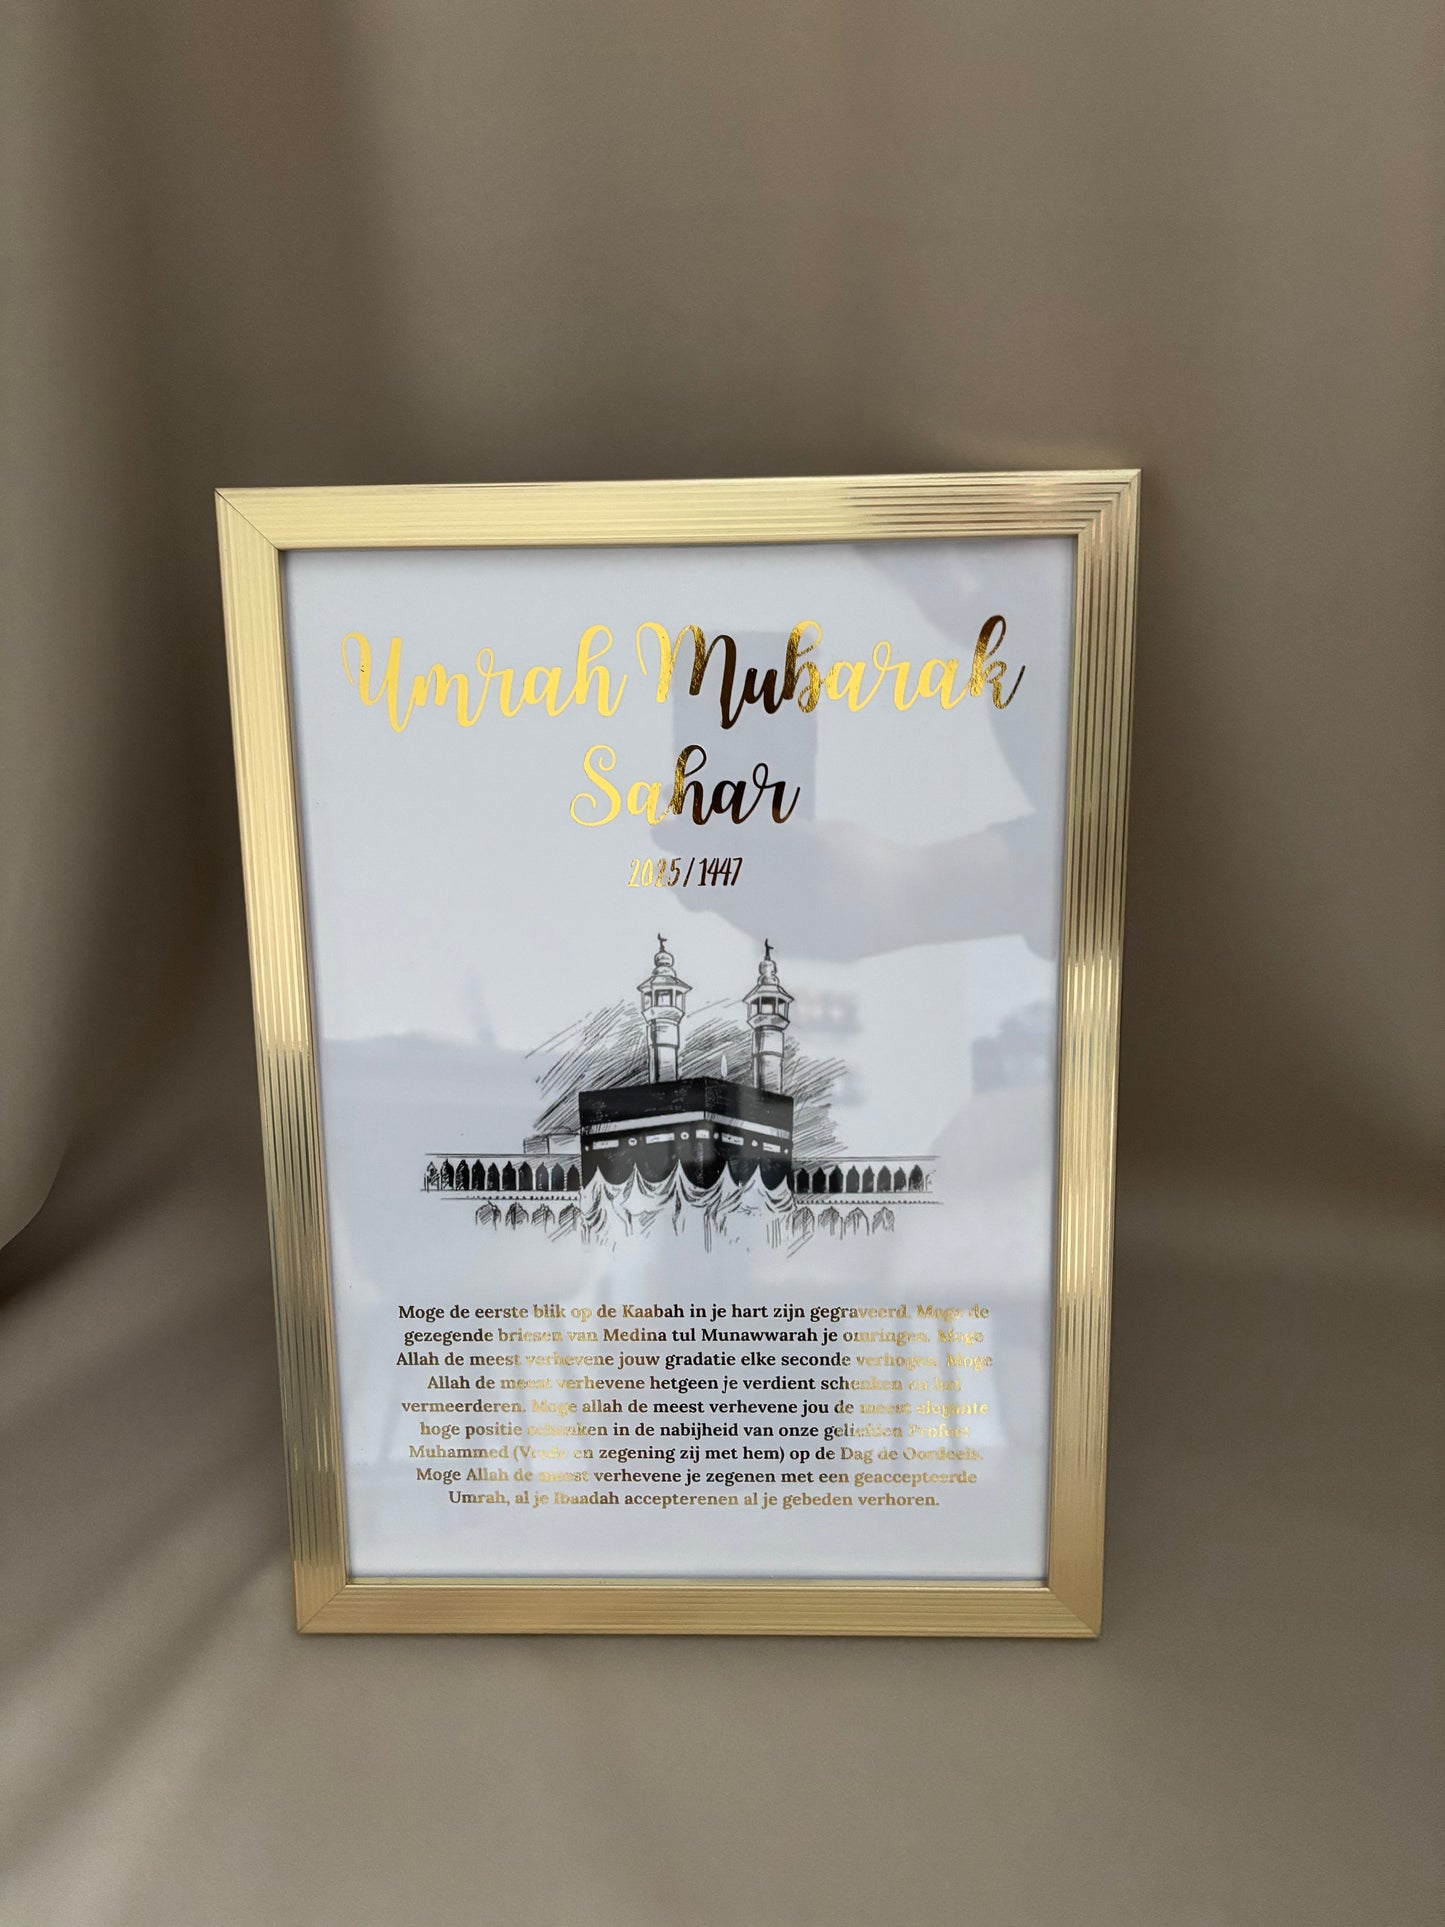 Umrah Mubarak
Sahar
2025/1447
Moge de eerste blik op de Kaabah in je hart zijn gegraveerd. Moge de
gezegende briesen van Medina tul Munawwarah je omringen. Moge
Allah de meest verhevene jouw gradatie elke seconde verhogen. Moge
Allah de meest verhevene hetgeen je verdient schenken en het
vermeerderen. Moge allah de meest verhevene jou de meest elegante
hoge positie schenken in de nabijheid van onze geliefden Profeet
Muhammed (Vrede en zegening zij met hem) op de Dag de Oordeels.
Moge Allah de meest verhevene je zegenen met een geaccepteerde
Umrah, al je Ibaadah accepterenen al je gebeden verhoren.